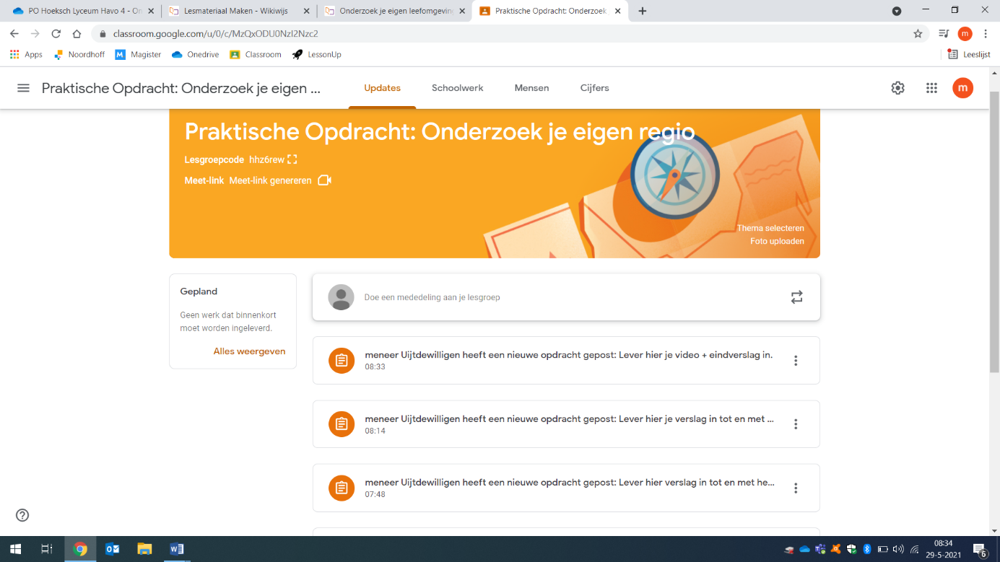 PO Hoeksch Lyceum Havo 4 - On
Lesmateriaal Maken - Wikiwijs
Onderzoek je eigen leefomgeving
Praktische Opdracht: Onderzoek
classroom.google.com/u/0/c/MzQxODU0NzI2Nzc2
m
Apps
Noordhoff
M Magister
Onedrive
Classroom
LessonUp
Leeslijst
Praktische Opdracht: Onderzoek je eigen ...
Updates
Schoolwerk
Mensen
Cijfers
m
Praktische Opdracht: Onderzoek je eigen regio
Lesgroepcode hhz6rew
Meet-link Meet-link genereren
Thema selecteren
Foto uploaden
Gepland
Geen werk dat binnenkort
moet worden ingeleverd.
Alles weergeven
Doe een mededeling aan je lesgroep
meneer Uijtdewilligen heeft een nieuwe opdracht gepost: Lever hier je video + eindverslag in.
08:33
meneer Uijtdewilligen heeft een nieuwe opdracht gepost: Lever hier je verslag in tot en met ...
08:14
meneer Uijtdewilligen heeft een nieuwe opdracht gepost: Lever hier verslag in tot en met he...
07:48
08:34
29-5-2021
6